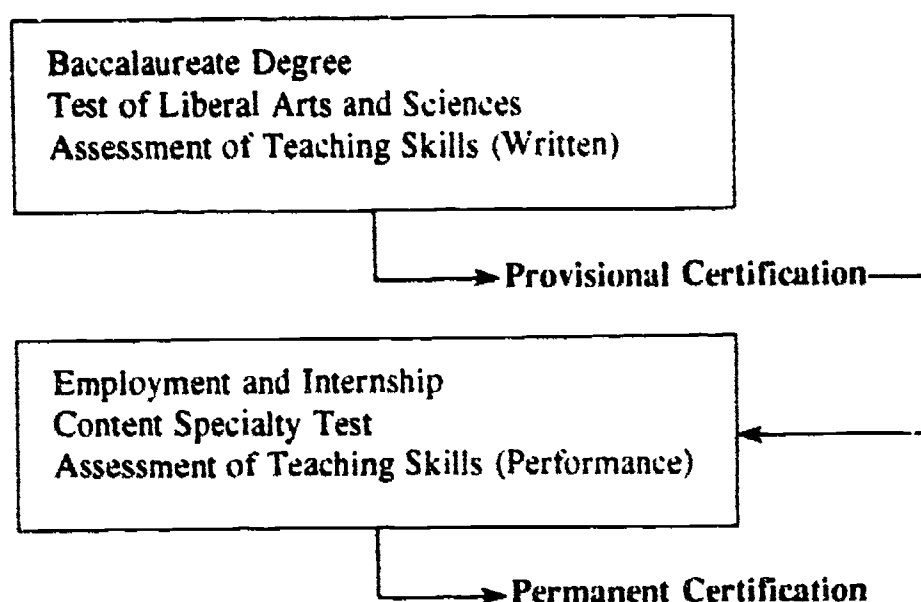 Baccalaureate Degree
Test of Liberal Arts and Sciences
Assessment of Teaching Skills (Written)
Provisional Certification
Employment and Internship
Content Specialty Test
Assessment of Teaching Skills (Performance)
Permanent Certification